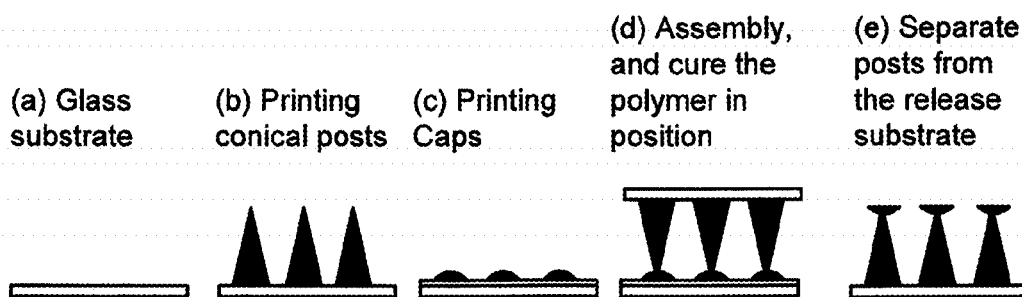 (a) Glass
substrate
(b) Printing
conical posts
(c) Printing
Caps
(d) Assembly,
and cure the
polymer in
position
(e) Separate
posts from
the release
substrate